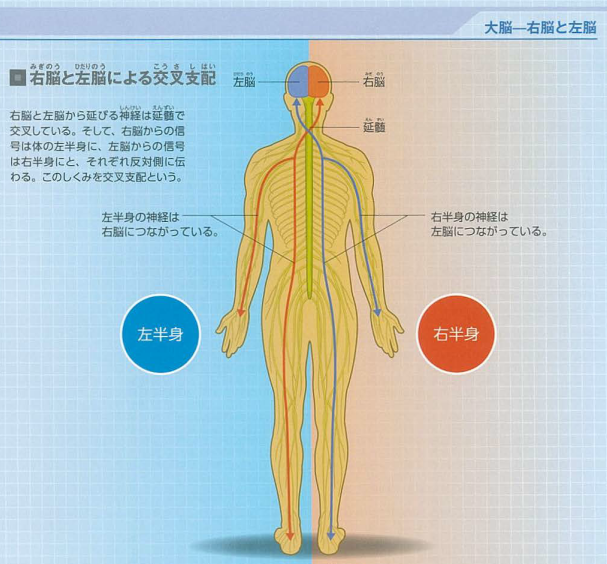 大脳―右脳と左脳
みぎのう ひだりのう こうさしはい
■右脳と左脳による交叉支配
しんけい えんずい
右脳と左脳から延びる神経は延髄で
交叉している。そして、右脳からの信
号は体の左半身に、左脳からの信号
は右半身にと、それぞれ反対側に伝
わる。このしくみを交叉支配という。
ひだり のう
左脳
みぎ のう
右脳
えん ずい
延髄
左半身の神経は
右脳につながっている。
右半身の神経は
左脳につながっている。
左半身
右半身